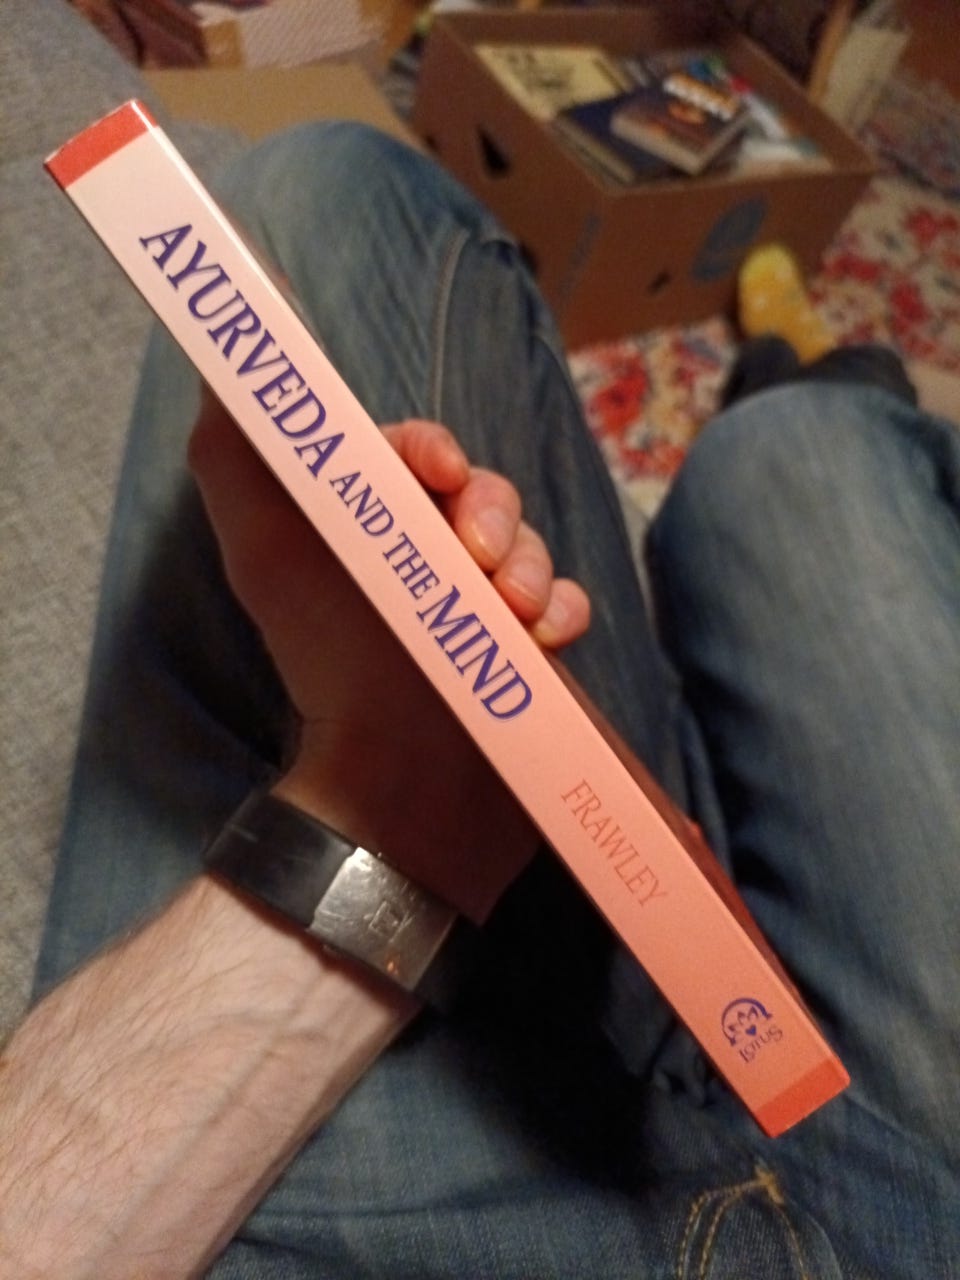 AYURVEDA AND THE MIND
FRAWLEY
LOTUS